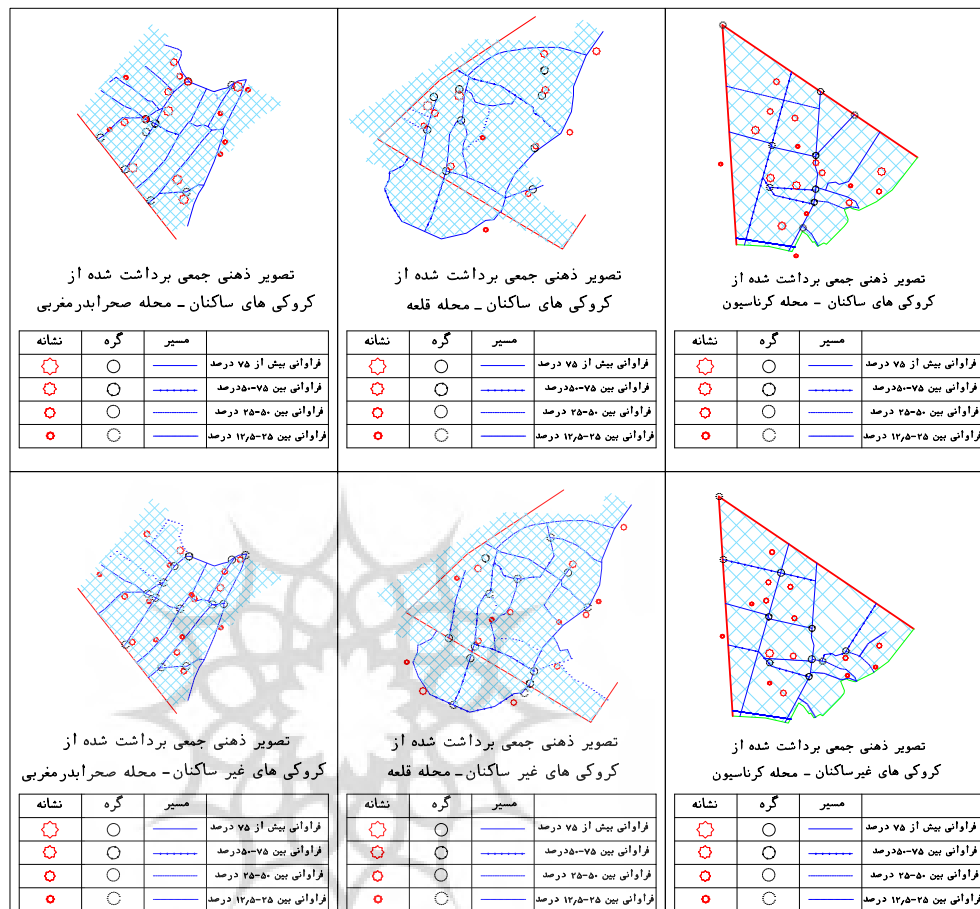 تصویر ذهنی جمعی برداشت شده از
کروکی های ساکنان - محله کرناسیون
مسیر گره نشانه
فراوانی بیش از ۷۵ درصد
فراوانی بین ۷۵-۵۰درصد
فراوانی بین ۵۰-۲۵ درصد
فراوانی بین ۲۵-۱۲٫۵ درصد
تصویر ذهنی جمعی برداشت شده از
کروکی های ساکنان - محله قلعه
مسیر گره نشانه
فراوانی بیش از ۷۵ درصد
فراوانی بین ۷۵-۵۰درصد
فراوانی بین ۵۰-۲۵ درصد
فراوانی بین ۲۵-۱۲٫۵ درصد
تصویر ذهنی جمعی برداشت شده از
کروکی های ساکنان - محله صحرابدرمغربی
مسیر گره نشانه
فراوانی بیش از ۷۵ درصد
فراوانی بین ۷۵-۵۰درصد
فراوانی بین ۵۰-۲۵ درصد
فراوانی بین ۲۵-۱۲٫۵ درصد
تصویر ذهنی جمعی برداشت شده از
کروکی های غیرساکنان - محله کرناسیون
مسیر گره نشانه
فراوانی بیش از ۷۵ درصد
فراوانی بین ۷۵-۵۰درصد
فراوانی بین ۵۰-۲۵ درصد
فراوانی بین ۲۵-۱۲٫۵ درصد
تصویر ذهنی جمعی برداشت شده از
کروکی های غیر ساکنان - محله قلعه
مسیر گره نشانه
فراوانی بیش از ۷۵ درصد
فراوانی بین ۷۵-۵۰درصد
فراوانی بین ۵۰-۲۵ درصد
فراوانی بین ۲۵-۱۲٫۵ درصد
تصویر ذهنی جمعی برداشت شده از
کروکی های غیر ساکنان - محله صحرابدرمغربی
مسیر گره نشانه
فراوانی بیش از ۷۵ درصد
فراوانی بین ۷۵-۵۰درصد
فراوانی بین ۵۰-۲۵ درصد
فراوانی بین ۲۵-۱۲٫۵ درصد